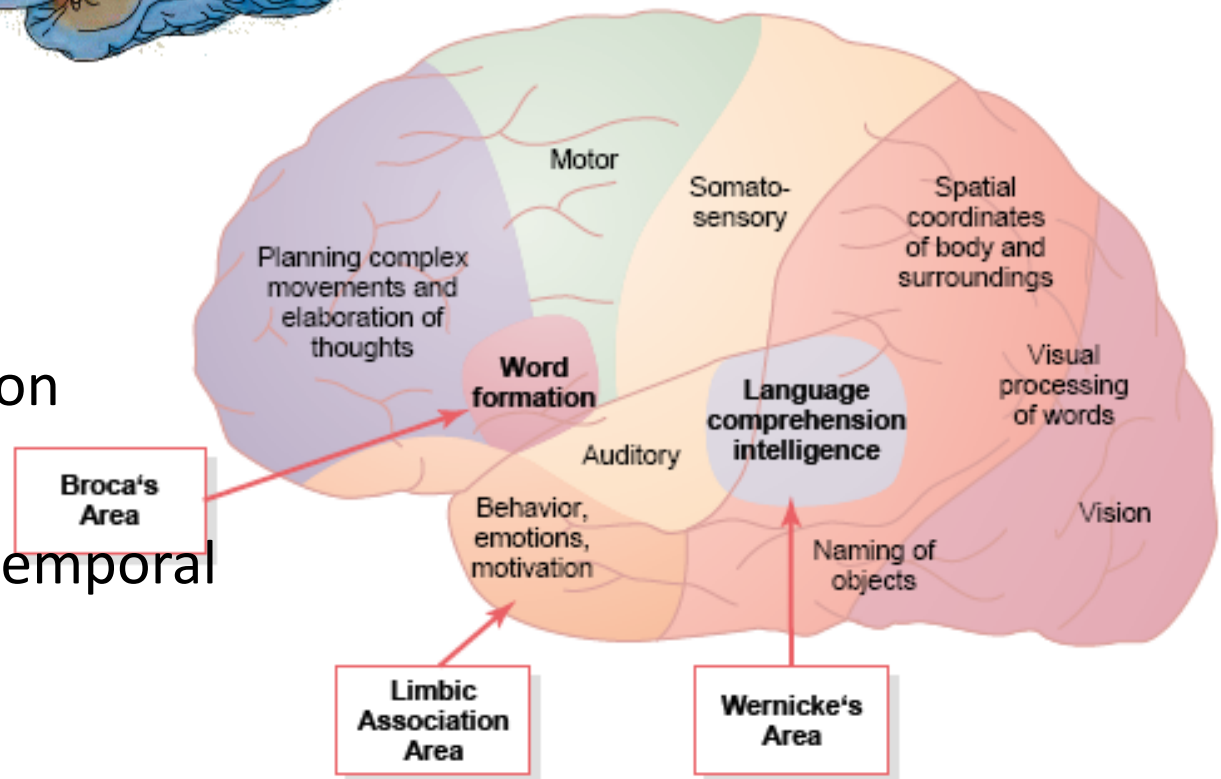 Motor
Somato-
sensory
Spatial
coordinates
of body and
surroundings
Planning complex
movements and
elaboration of
thoughts
Word
formation
Visual
processing
of words
Language
comprehension
intelligence
on
Auditory
Broca‘s
Area
Behavior,
emotions,
motivation
Vision
emporal
Naming of
objects
Limbic
Association
Area
Wernicke‘s
Area